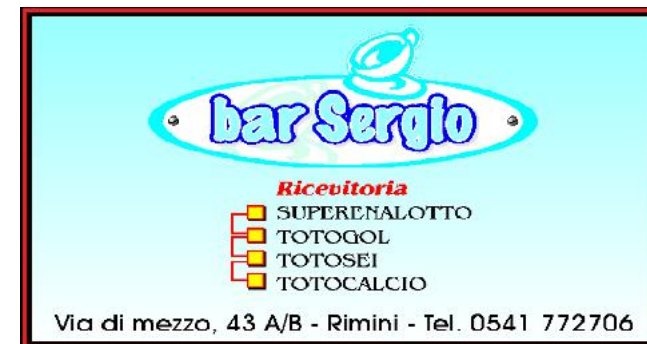 bar Sergio
Ricevitoria
SUPERENALOTTO
TOTOGOL
TOTOSEI
TOTOCALCIO
Via di mezzo, 43 A/B - Rimini - Tel. 0541 772706